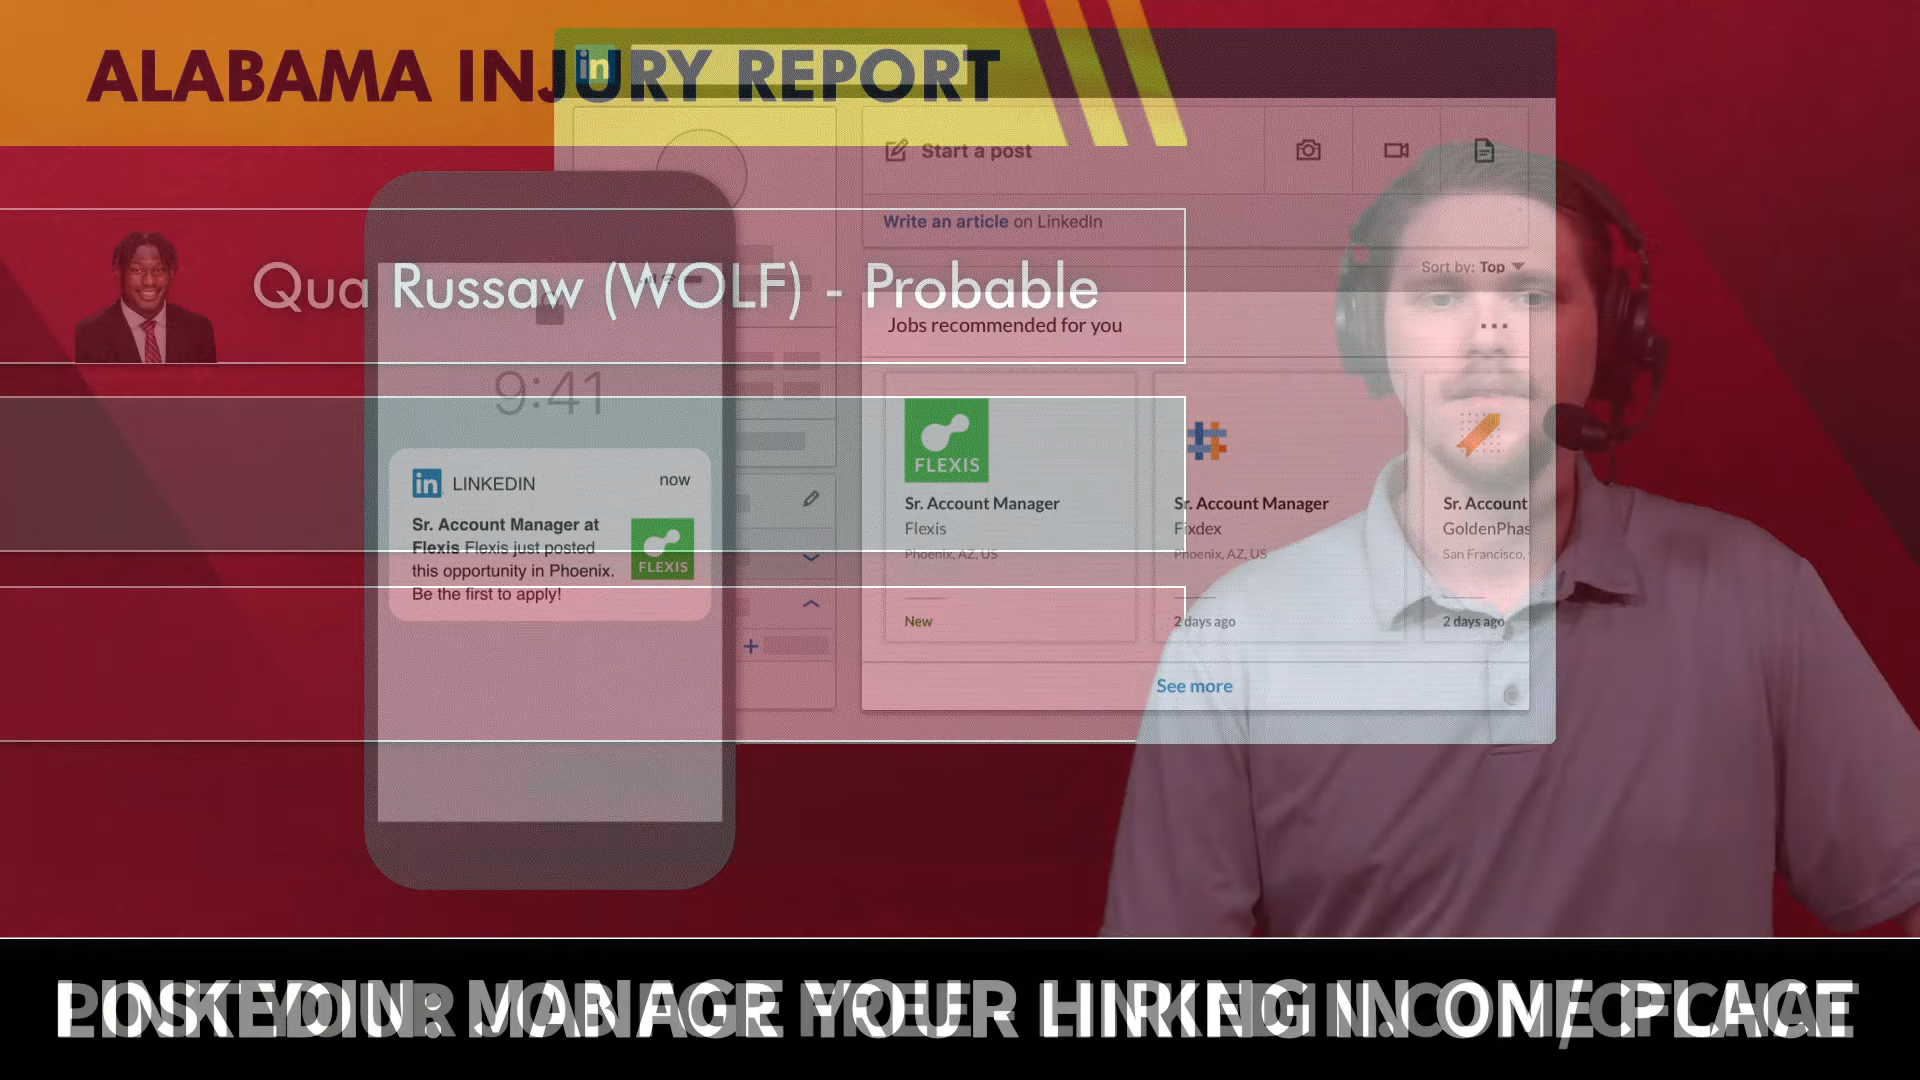 ALABAMA INJURY REPORT
in
Start a post
Write an article on LinkedIn
Sort by: Top
Qua Russaw (WOLF) - Probable
Jobs recommended for you
9:41
in LINKEDIN now
Sr. Account Manager at
Flexis Flexis just posted
this opportunity in Phoenix.
Be the first to apply!
FLEXIS
FLEXIS
Sr. Account Manager
Flexis
Phoenix, AZ, US
New
Sr. Account Manager
Fixdex
Phoenix, AZ, US
2 days ago
Sr. Account
GoldenPhas
San Francisco,
2 days ago
See more
LINKEDIN: MANAGE YOUR HIRING IN ONE PLACE